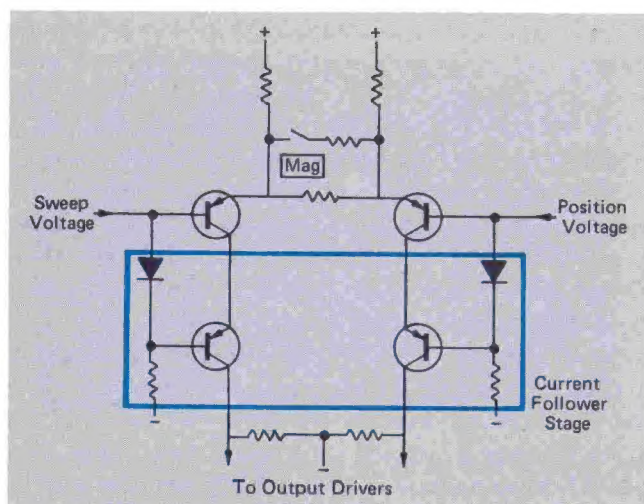 + +
Mag
Sweep
Voltage
Position
Voltage
- -
Current
Follower
Stage
-
To Output Drivers